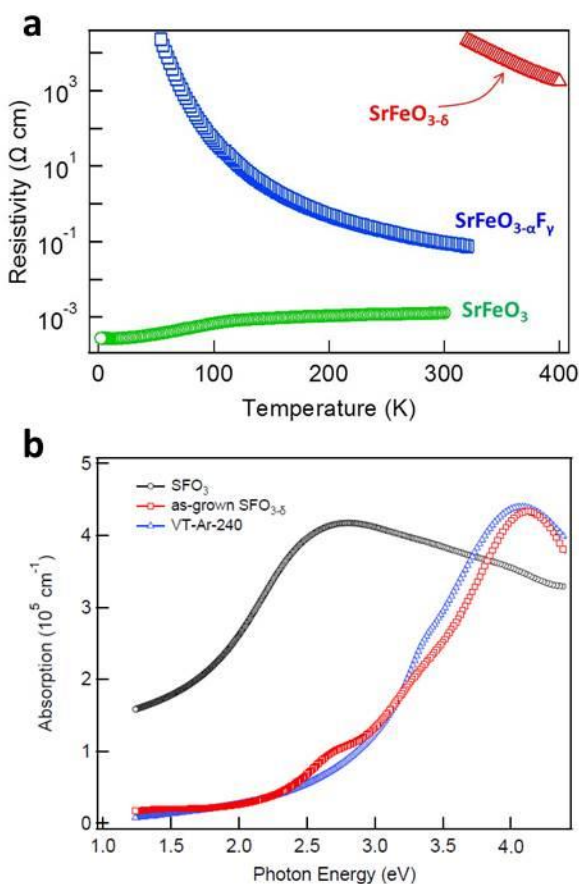 a
10³
10¹
10⁻¹
10⁻³
Resistivity (Ω cm)
SrFeO₃₋δ
SrFeO₃₋αFγ
SrFeO₃
0
100
200
300
400
Temperature (K)
b
5
4
3
2
1
0
Absorption (10⁵ cm⁻¹)
SFO₃
as-grown SFO₃₋δ
VT-Ar-240
1.0
1.5
2.0
2.5
3.0
3.5
4.0
Photon Energy (eV)